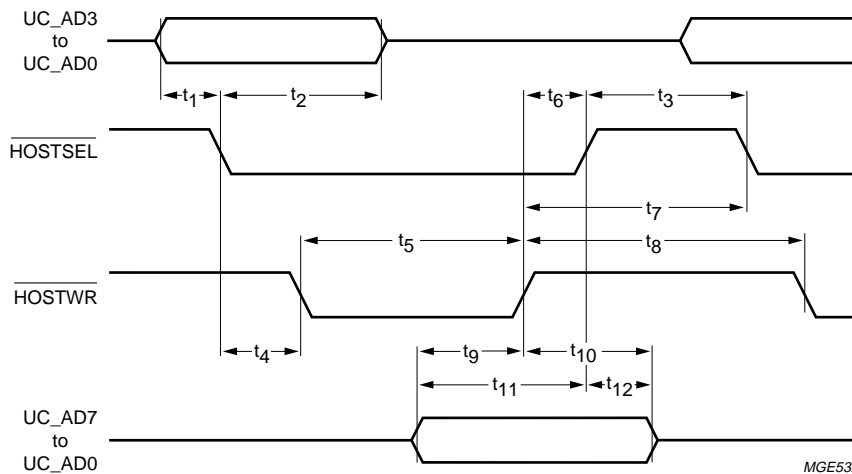 UC_AD3
to
UC_AD0
t1
t2
t6
t3
HOSTSEL
t7
t5
t8
HOSTWR
t4
t9
t10
t11
t12
UC_AD7
to
UC_AD0
MGE53